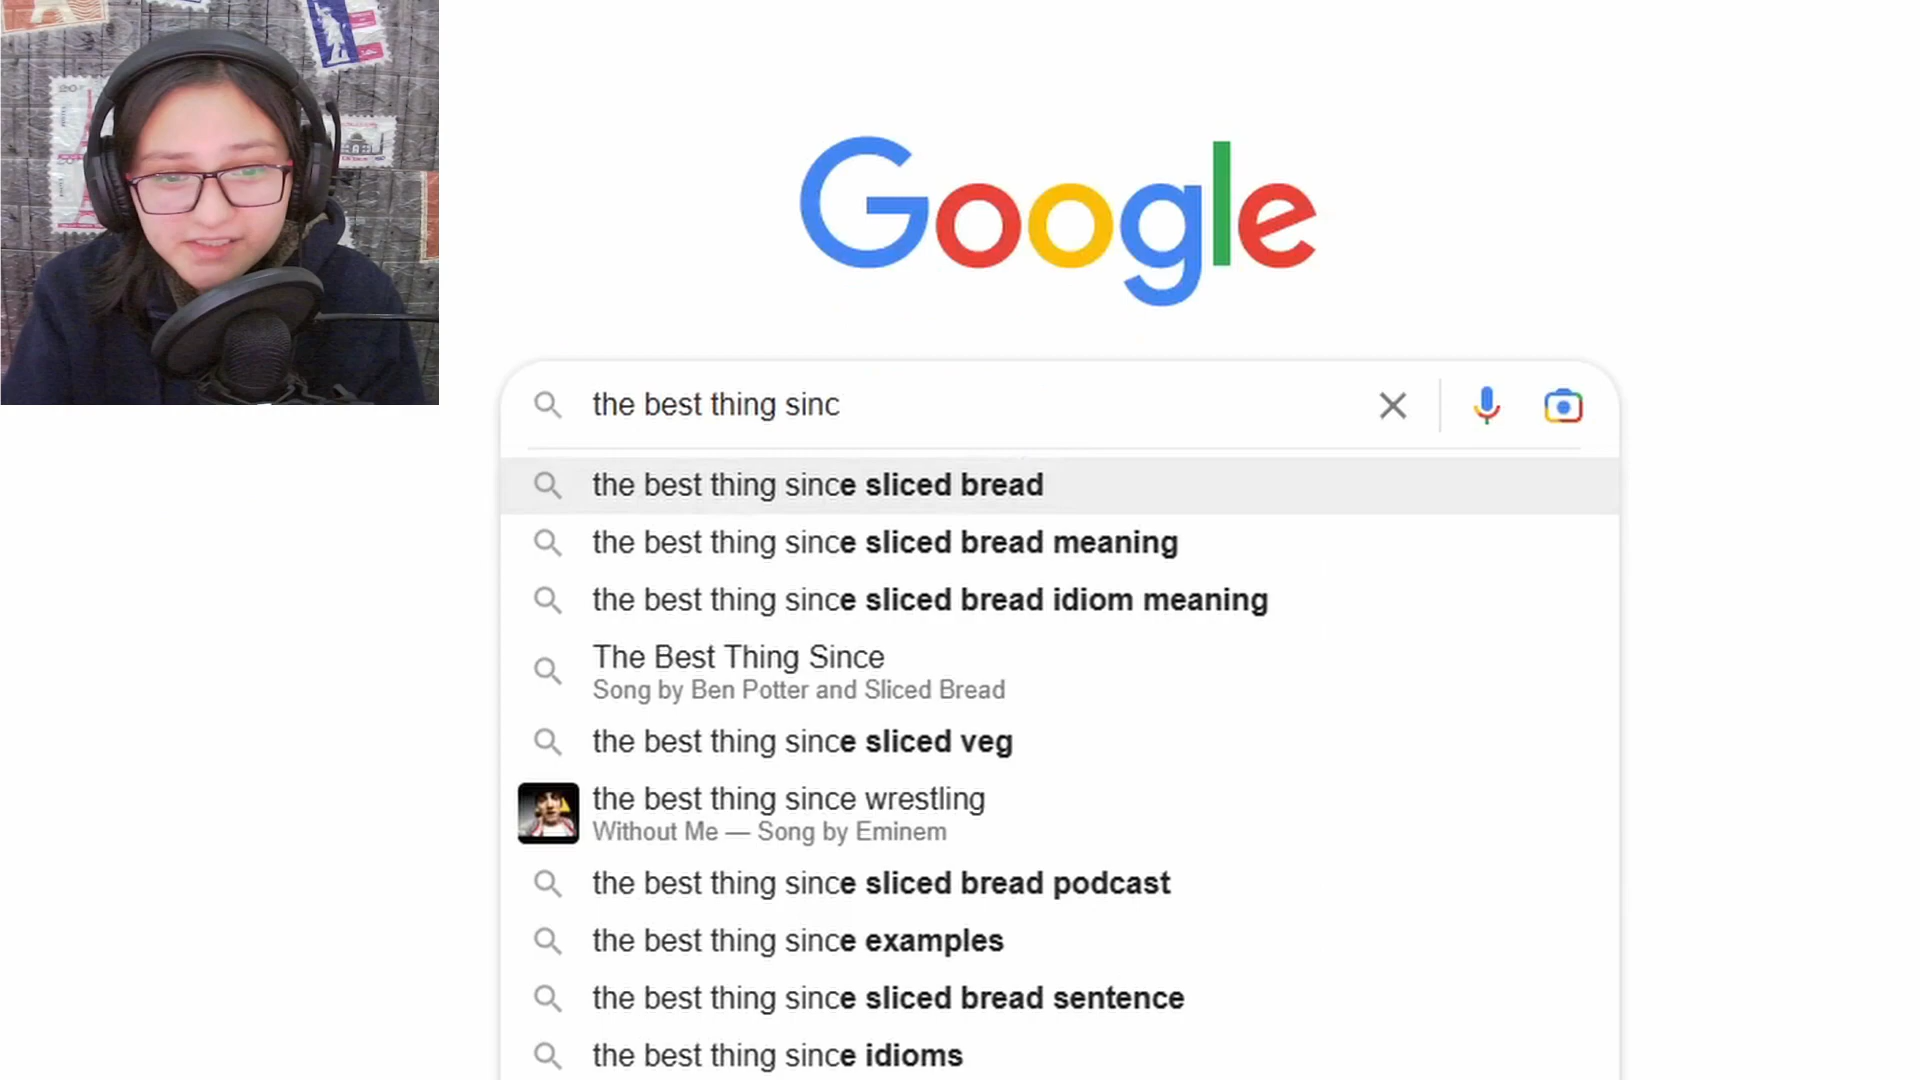 Google
the best thing sinc
the best thing since sliced bread
the best thing since sliced bread meaning
the best thing since sliced bread idiom meaning
The Best Thing Since
Song by Ben Potter and Sliced Bread
the best thing since sliced veg
the best thing since wrestling
Without Me — Song by Eminem
the best thing since sliced bread podcast
the best thing since examples
the best thing since sliced bread sentence
the best thing since idioms